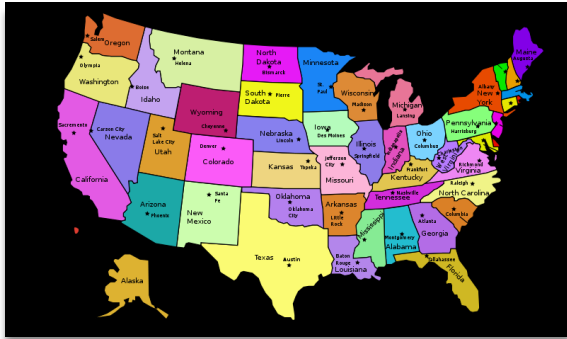 Salem
Oregon
Olympia
Washington
Montana
Helena
Boise
Idaho
North
Dakota
Bismarck
South
Dakota
Pierre
Minnesota
St.
Paul
Wisconsin
Madison
Michigan
Lansing
Maine
Augusta
New
York
Pennsylvania
Harrisburg
Wyoming
Cheyenne
Nebraska
Lincoln
Iowa
Des Moines
Illinois
Springfield
Indiana
Ohio
Columbus
West
Virginia
Richmond
Virginia
Sacramento
California
Carson City
Nevada
Salt
Lake City
Utah
Denver
Colorado
Kansas
Topeka
Jefferson
City
Missouri
Frankfort
Kentucky
Nashville
Tennessee
Raleigh
North Carolina
Columbia
Arizona
Phoenix
Santa
Fe
New
Mexico
Oklahoma
Oklahoma
City
Arkansas
Little
Rock
Mississippi
Montgomery
Alabama
Atlanta
Georgia
Texas
Austin
Baton
Rouge
Louisiana
Florida
Alaska